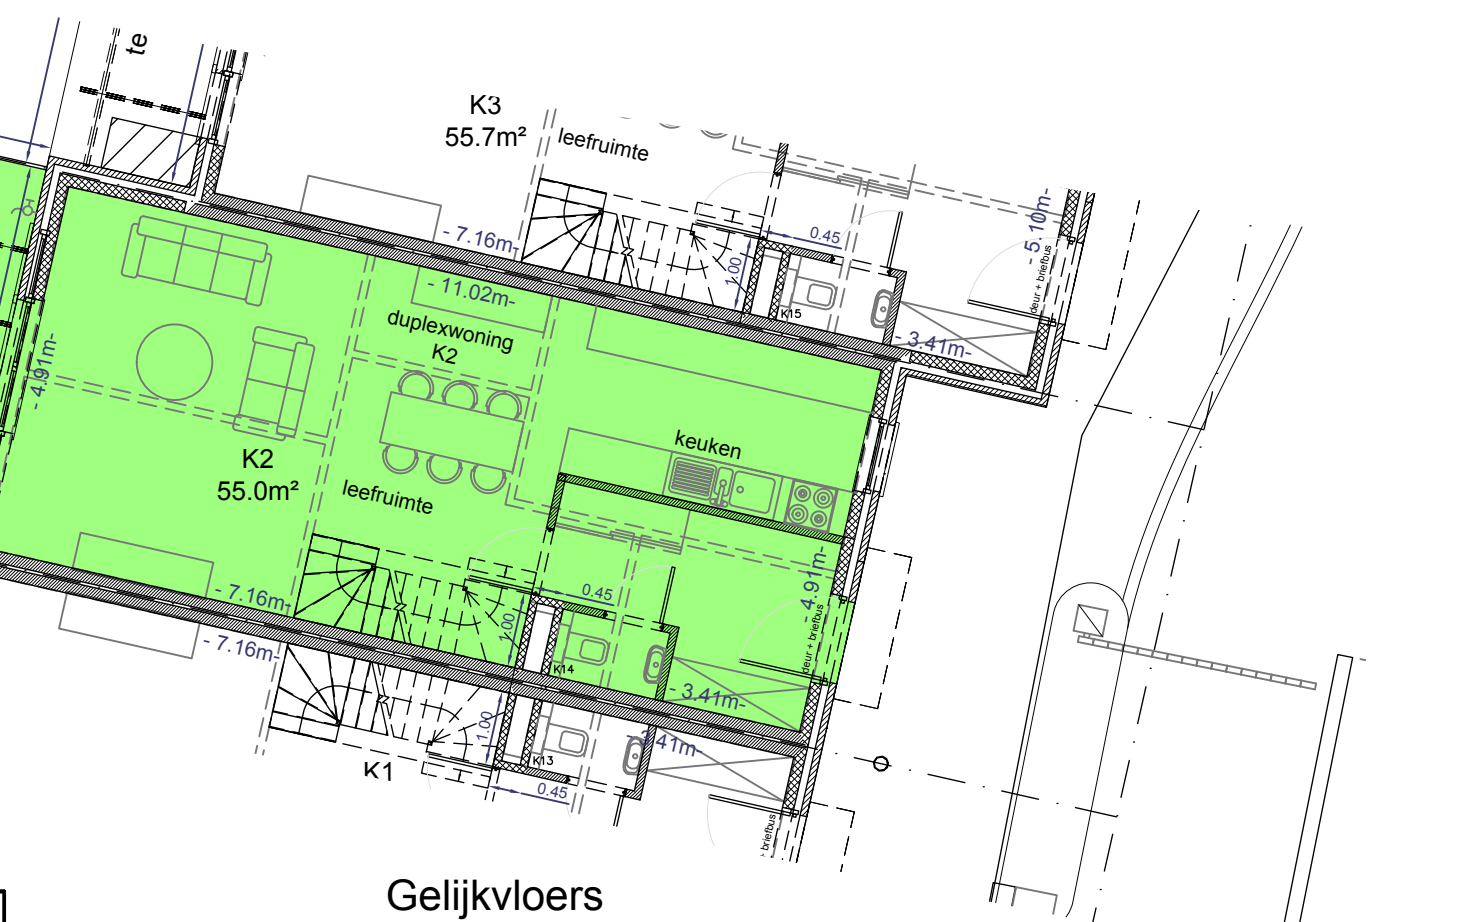 te
K3
55.7m²
leefruimte
- 7.16m-
0.45
1.00
K15
- 5.10m-
deur + briefbus
- 3.41m-
- 11.02m-
duplexwoning
K2
- 4.91m-
K2
55.0m²
leefruimte
keuken
- 7.16m-
0.45
1.00
K14
- 4.91m-
deur + briefbus
- 3.41m-
- 7.16m-
1.00
K13
- 3.41m-
K1
0.45
briefbus
Gelijkvloers